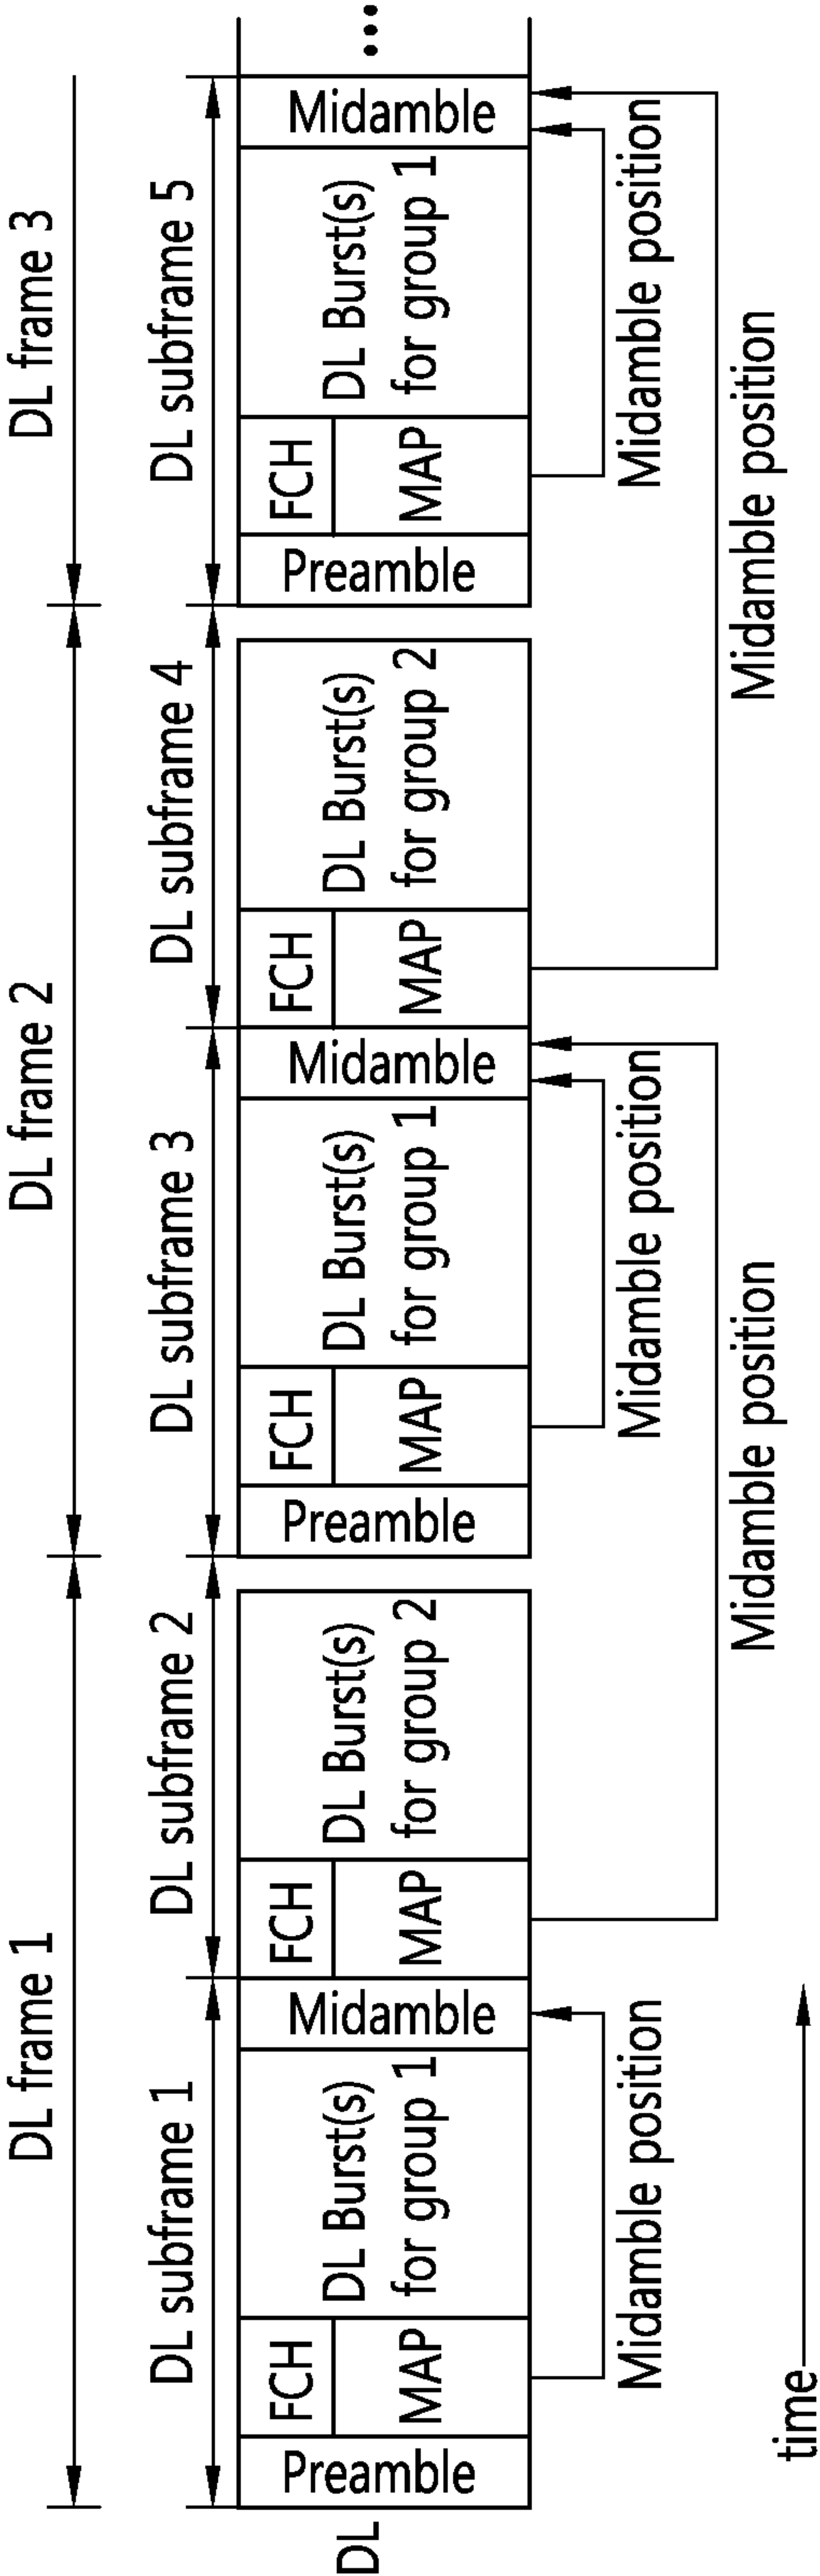 DL frame 1
DL frame 2
DL frame 3
DL subframe 1
DL subframe 2
DL subframe 3
DL subframe 4
DL subframe 5
DL
Preamble
FCH
MAP
DL Burst(s)
for group 1
Midamble
FCH
MAP
DL Burst(s)
for group 2
Preamble
FCH
MAP
DL Burst(s)
for group 1
Midamble
FCH
MAP
DL Burst(s)
for group 2
Preamble
FCH
MAP
DL Burst(s)
for group 1
Midamble
...
Midamble position
Midamble position
Midamble position
Midamble position
Midamble position
time